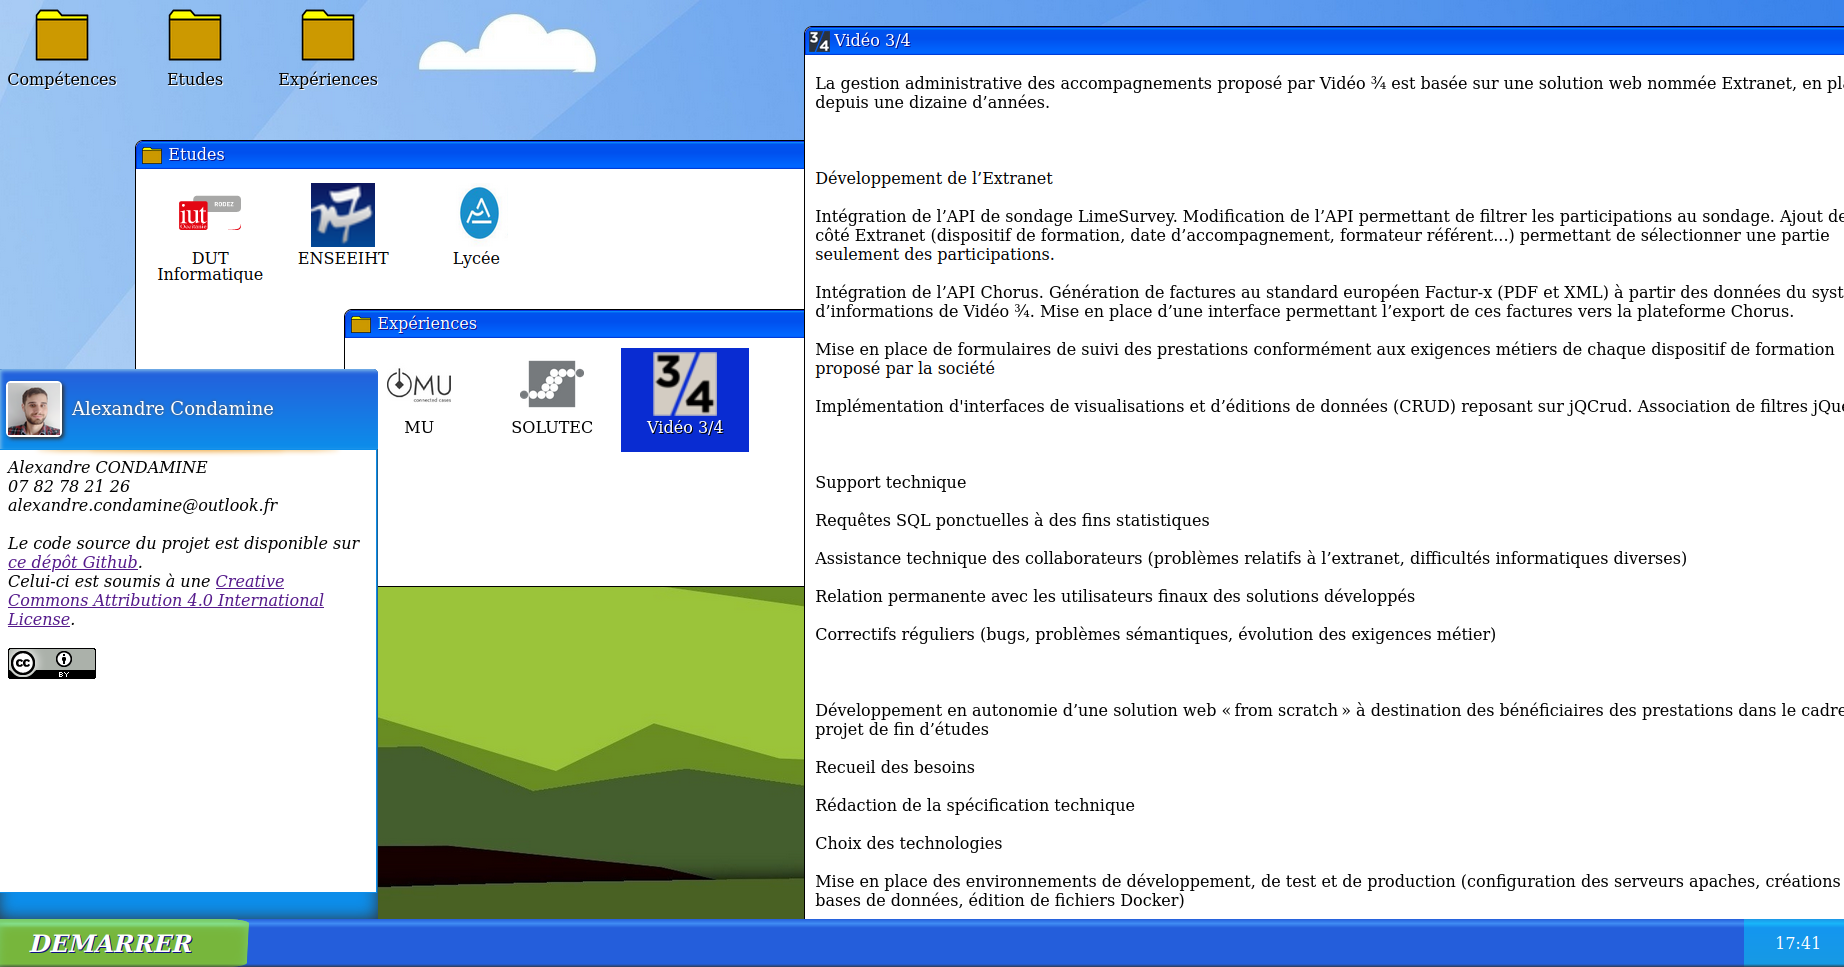 Compétences
Etudes
Expériences
Etudes
iut
RODEZ
DUT
Informatique
ENSEEIHT
Lycée
Expériences
MU
connected cases
MU
SOLUTEC
3/4
Vidéo 3/4
Alexandre Condamine
Alexandre CONDAMINE
07 82 78 21 26
alexandre.condamine@outlook.fr
Le code source du projet est disponible sur
ce dépôt Github.
Celui-ci est soumis à une Creative
Commons Attribution 4.0 International
License.
cc
BY
3/4 Vidéo 3/4
La gestion administrative des accompagnements proposé par Vidéo ¾ est basée sur une solution web nommée Extranet, en pl
depuis une dizaine d’années.
Développement de l’Extranet
Intégration de l’API de sondage LimeSurvey. Modification de l’API permettant de filtrer les participations au sondage. Ajout de
côté Extranet (dispositif de formation, date d’accompagnement, formateur référent...) permettant de sélectionner une partie
seulement des participations.
Intégration de l’API Chorus. Génération de factures au standard européen Factur-x (PDF et XML) à partir des données du syst
d’informations de Vidéo ¾. Mise en place d’une interface permettant l’export de ces factures vers la plateforme Chorus.
Mise en place de formulaires de suivi des prestations conformément aux exigences métiers de chaque dispositif de formation
proposé par la société
Implémentation d'interfaces de visualisations et d’éditions de données (CRUD) reposant sur jQCrud. Association de filtres jQue
Support technique
Requêtes SQL ponctuelles à des fins statistiques
Assistance technique des collaborateurs (problèmes relatifs à l’extranet, difficultés informatiques diverses)
Relation permanente avec les utilisateurs finaux des solutions développés
Correctifs réguliers (bugs, problèmes sémantiques, évolution des exigences métier)
Développement en autonomie d’une solution web « from scratch » à destination des bénéficiaires des prestations dans le cadre
projet de fin d’études
Recueil des besoins
Rédaction de la spécification technique
Choix des technologies
Mise en place des environnements de développement, de test et de production (configuration des serveurs apaches, créations
bases de données, édition de fichiers Docker)
DEMARRER
17:41